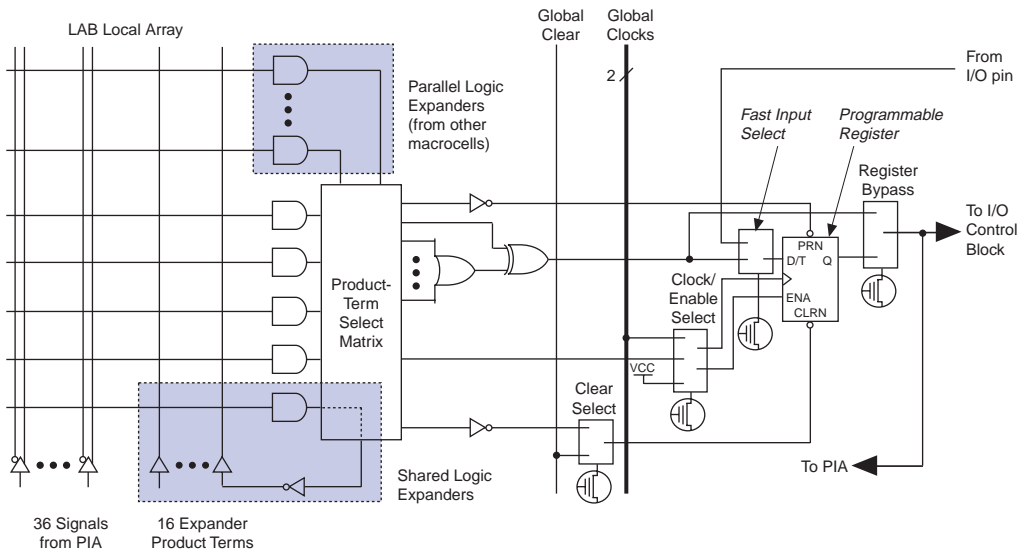 LAB Local Array
Global
Clear
Global
Clocks
2
From
I/O pin
Parallel Logic
Expanders
(from other
macrocells)
Fast Input
Select
Programmable
Register
Register
Bypass
To I/O
Control
Block
PRN
D/T
Q
ENA
CLRN
Product-
Term
Select
Matrix
Clock/
Enable
Select
VCC
Clear
Select
Shared Logic
Expanders
To PIA
36 Signals
from PIA
16 Expander
Product Terms